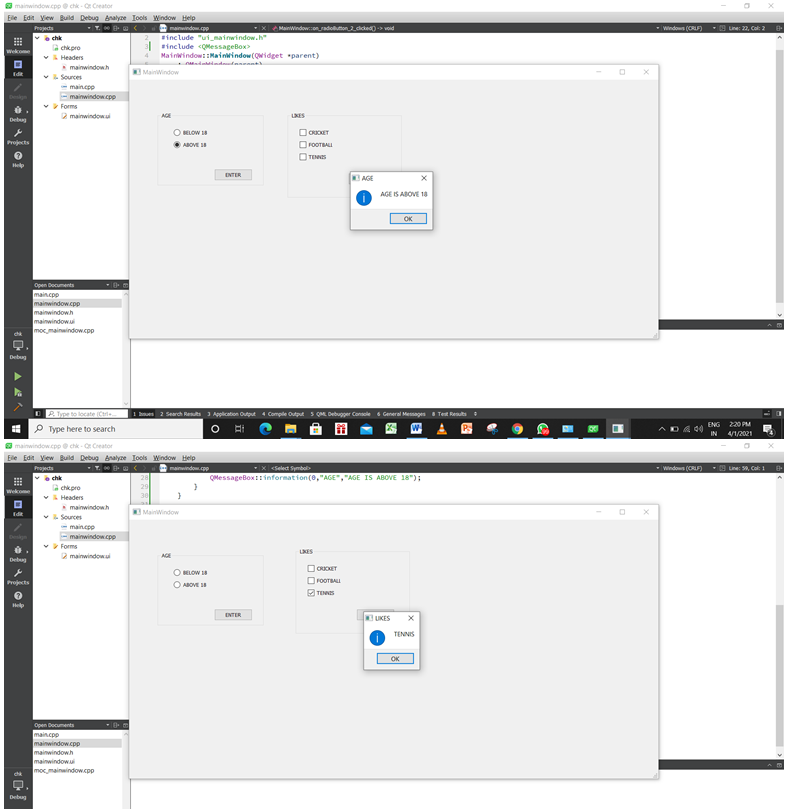 mainwindow.cpp @ chk - Qt Creator
File Edit View Build Debug Analyze Tools Window Help
Projects mainwindow.cpp MainWindow::on_radioButton_2_clicked() -> void Windows (CRLF) Line: 22, Col: 2
Welcome
Edit
Design
Debug
Projects
Help
chk
chk.pro
Headers
mainwindow.h
Sources
main.cpp
mainwindow.cpp
Forms
mainwindow.ui
2 #include "ui_mainwindow.h"
3 #include <QMessageBox>
4 MainWindow::MainWindow(QWidget *parent)
MainWindow
AGE
BELOW 18
ABOVE 18
ENTER
LIKES
CRICKET
FOOTBALL
TENNIS
AGE
AGE IS ABOVE 18
OK
Open Documents
main.cpp
mainwindow.cpp
mainwindow.h
mainwindow.ui
moc_mainwindow.cpp
chk
Debug
Type to locate (Ctrl+...
1 Issues 2 Search Results 3 Application Output 4 Compile Output 5 QML Debugger Console 6 General Messages 8 Test Results
Type here to search
ENG
IN
2:20 PM
4/1/2021
mainwindow.cpp @ chk - Qt Creator
File Edit View Build Debug Analyze Tools Window Help
Projects mainwindow.cpp <Select Symbol> Windows (CRLF) Line: 59, Col: 1
Welcome
Edit
Design
Debug
Projects
Help
chk
chk.pro
Headers
mainwindow.h
Sources
main.cpp
mainwindow.cpp
Forms
mainwindow.ui
28 QMessageBox::information(0,"AGE","AGE IS ABOVE 18");
29 }
30 }
MainWindow
AGE
BELOW 18
ABOVE 18
ENTER
LIKES
CRICKET
FOOTBALL
TENNIS
LIKES
TENNIS
OK
Open Documents
main.cpp
mainwindow.cpp
mainwindow.h
mainwindow.ui
moc_mainwindow.cpp
chk
Debug